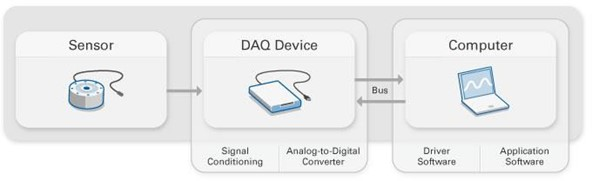 Sensor
DAQ Device
Computer
Bus
Signal
Conditioning
Analog-to-Digital
Converter
Driver
Software
Application
Software